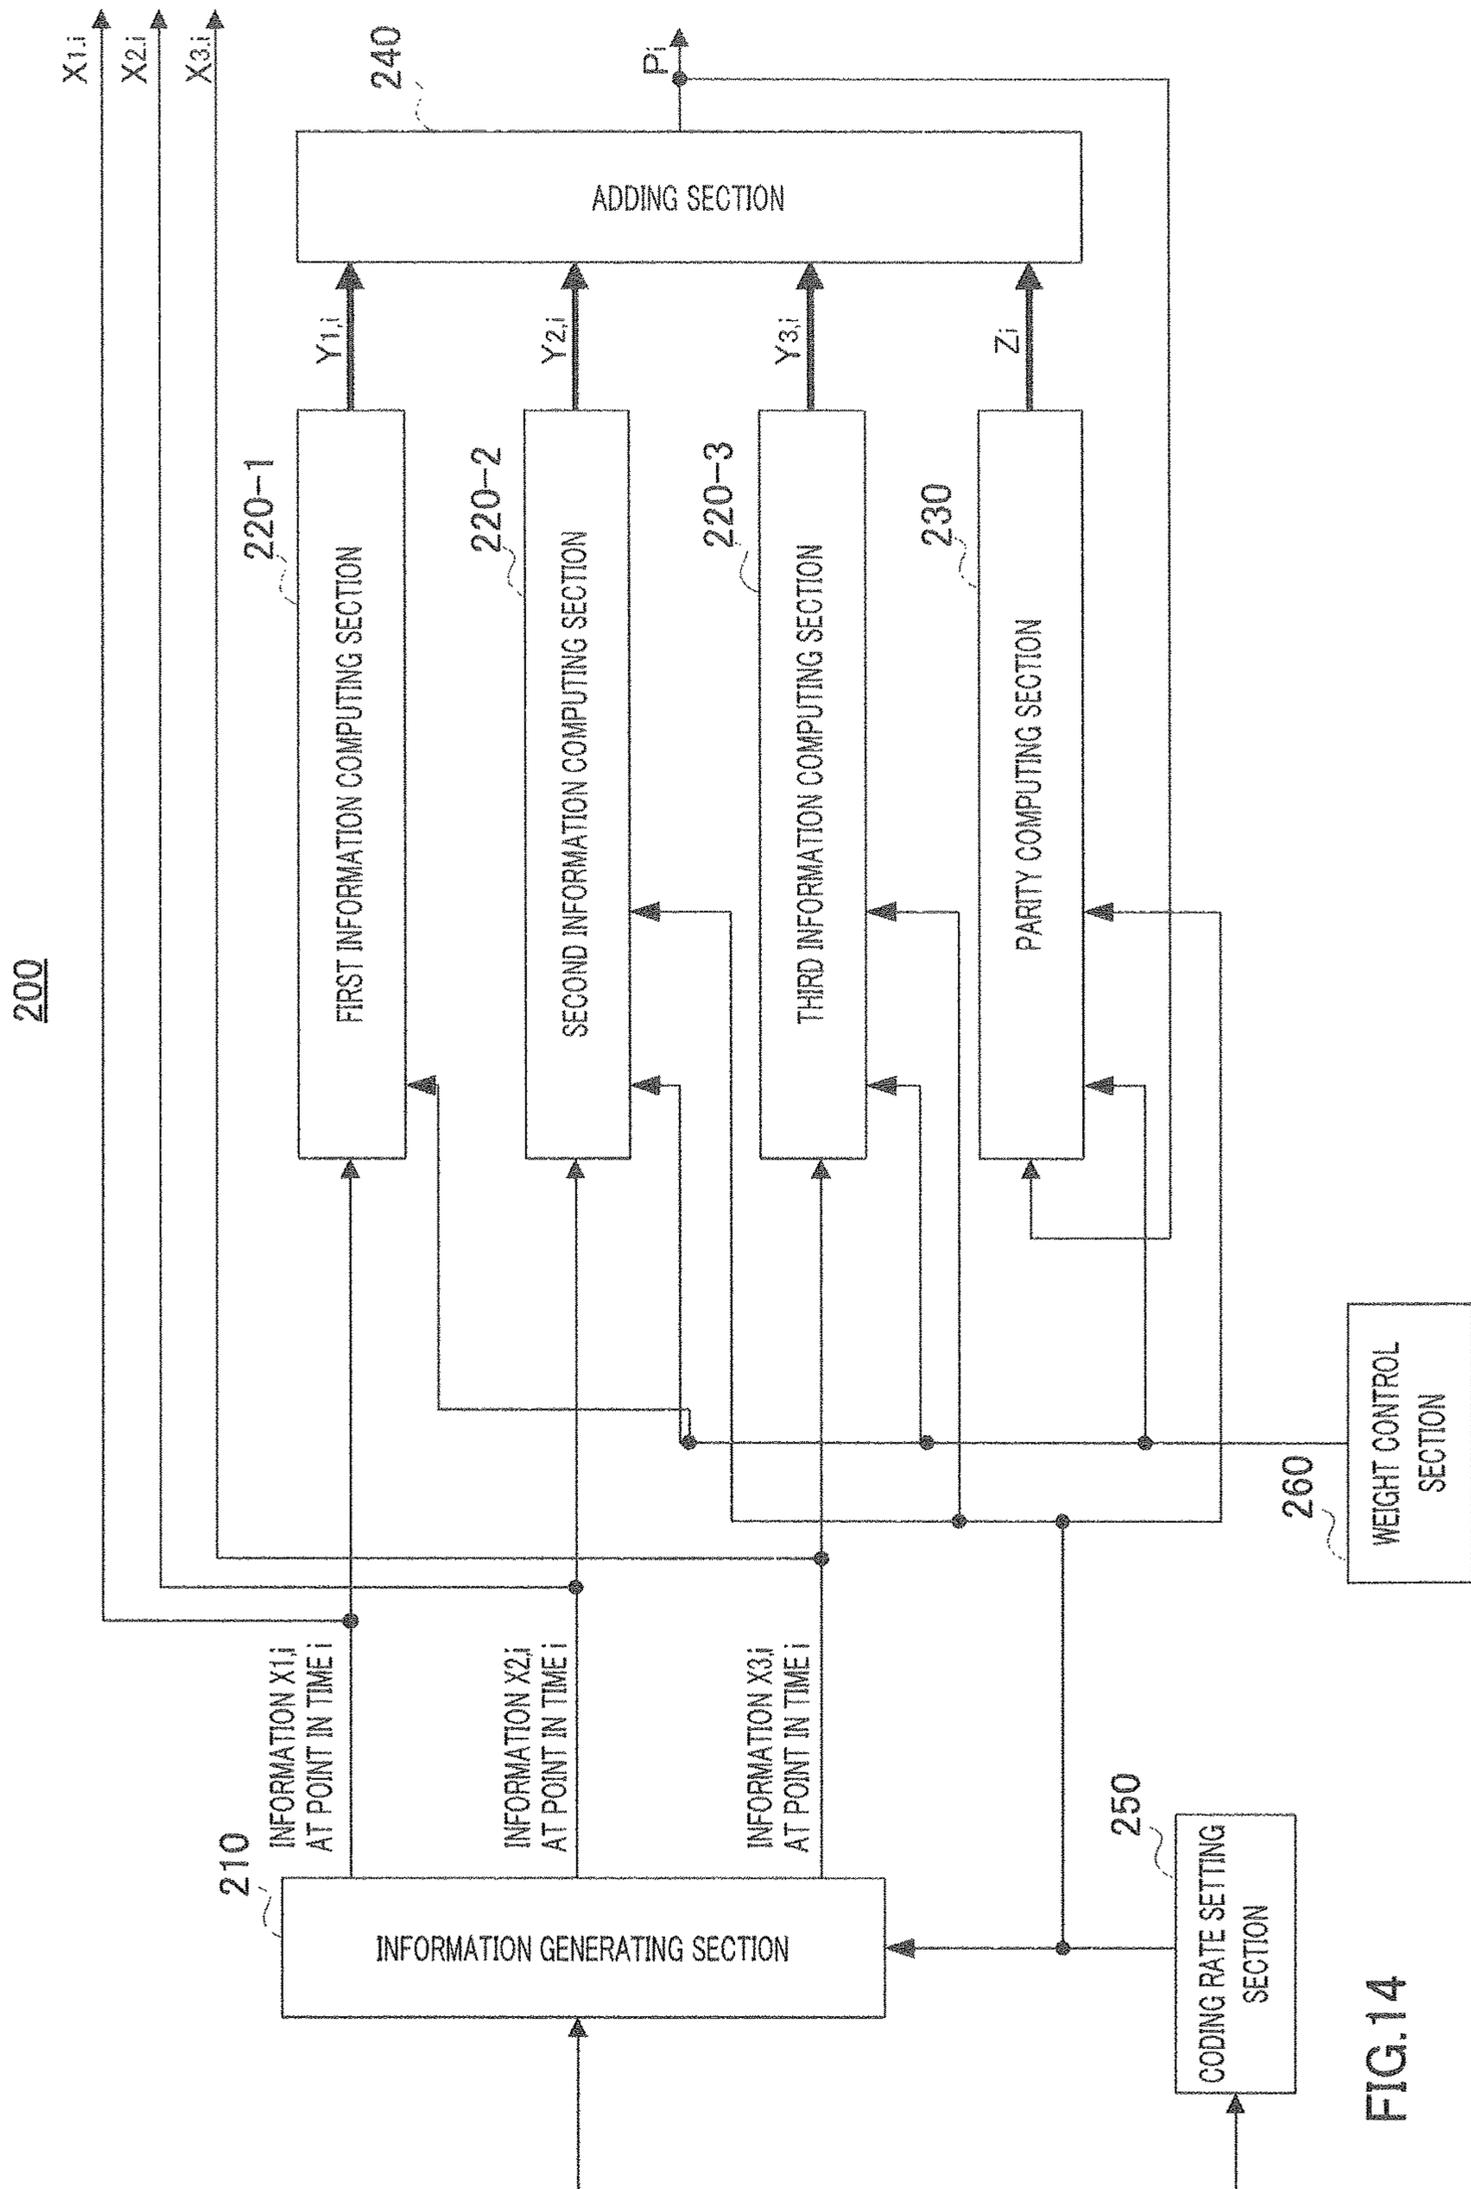 200
X1,i
X2,i
X3,i
210
INFORMATION GENERATING SECTION
INFORMATION X1,i
AT POINT IN TIME i
INFORMATION X2,i
AT POINT IN TIME i
INFORMATION X3,i
AT POINT IN TIME i
220-1
FIRST INFORMATION COMPUTING SECTION
Y1,i
220-2
SECOND INFORMATION COMPUTING SECTION
Y2,i
220-3
THIRD INFORMATION COMPUTING SECTION
Y3,i
230
PARITY COMPUTING SECTION
Zi
240
ADDING SECTION
Pi
250
CODING RATE SETTING
SECTION
260
WEIGHT CONTROL
SECTION
FIG.14